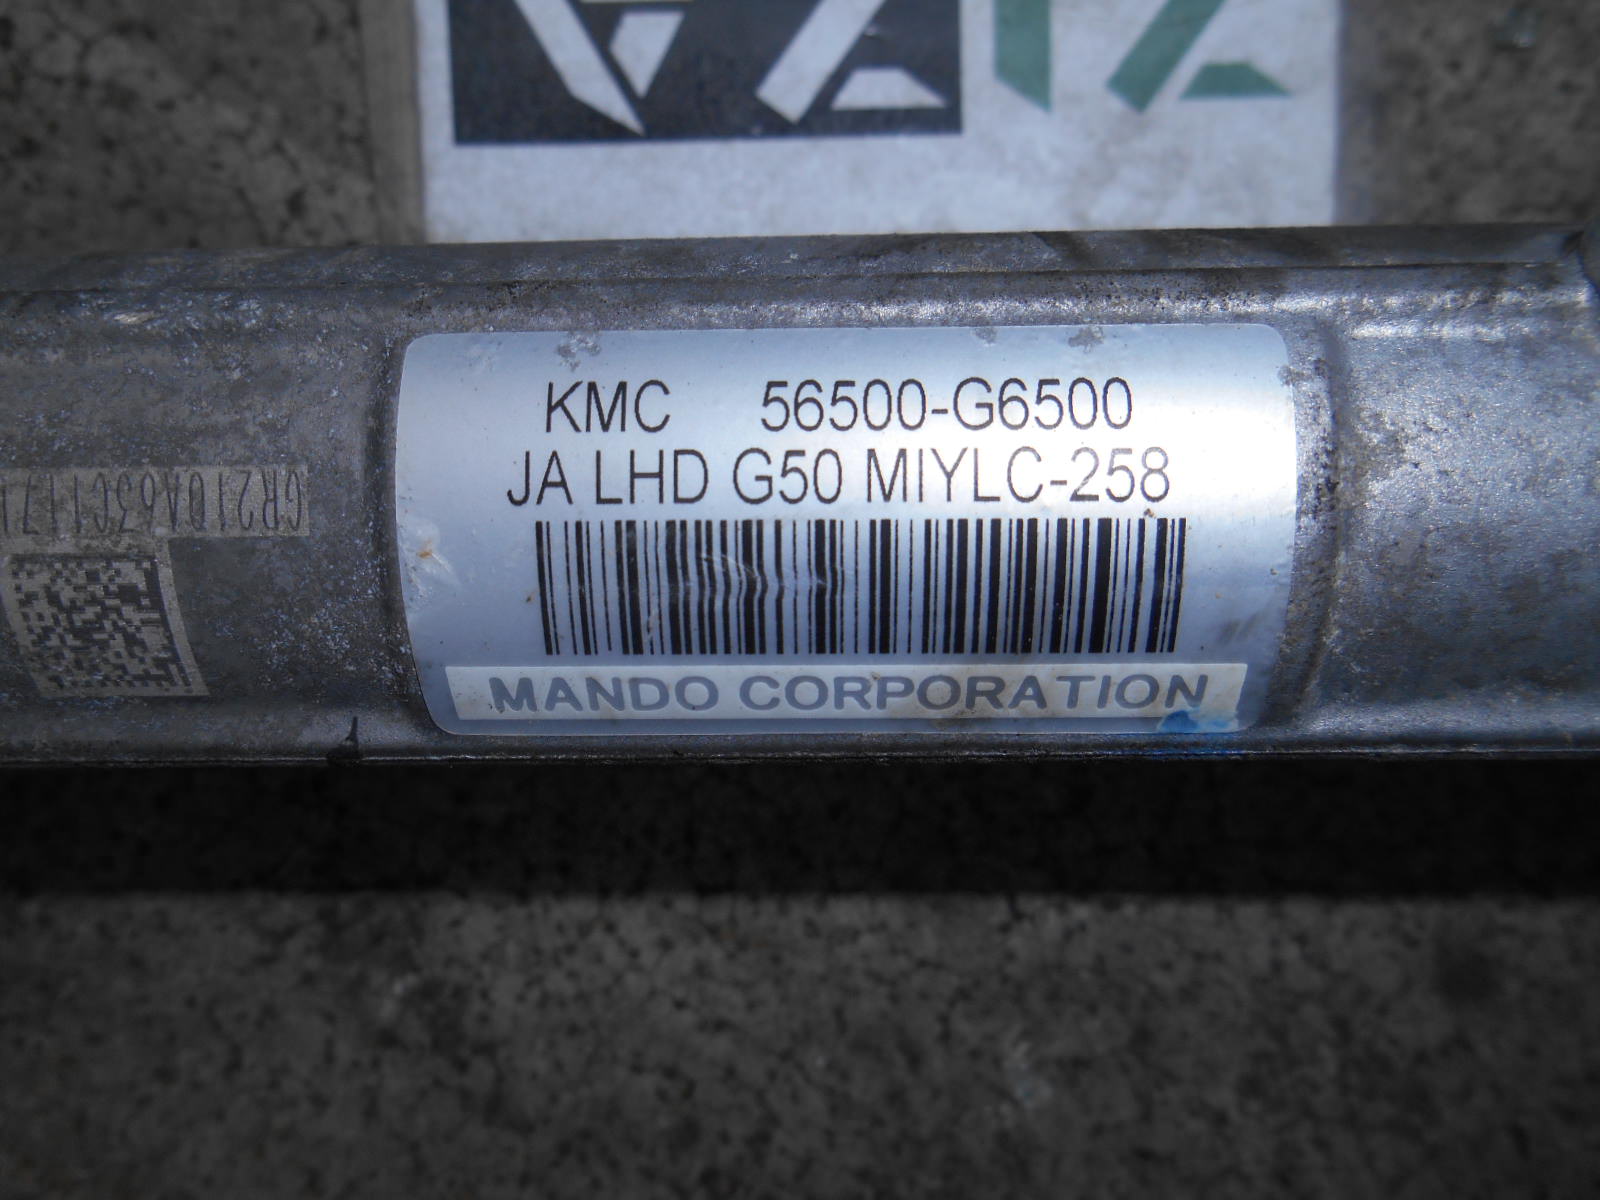 KMC 56500-G6500
JA LHD G50 MIYLC-258
MANDO CORPORATION